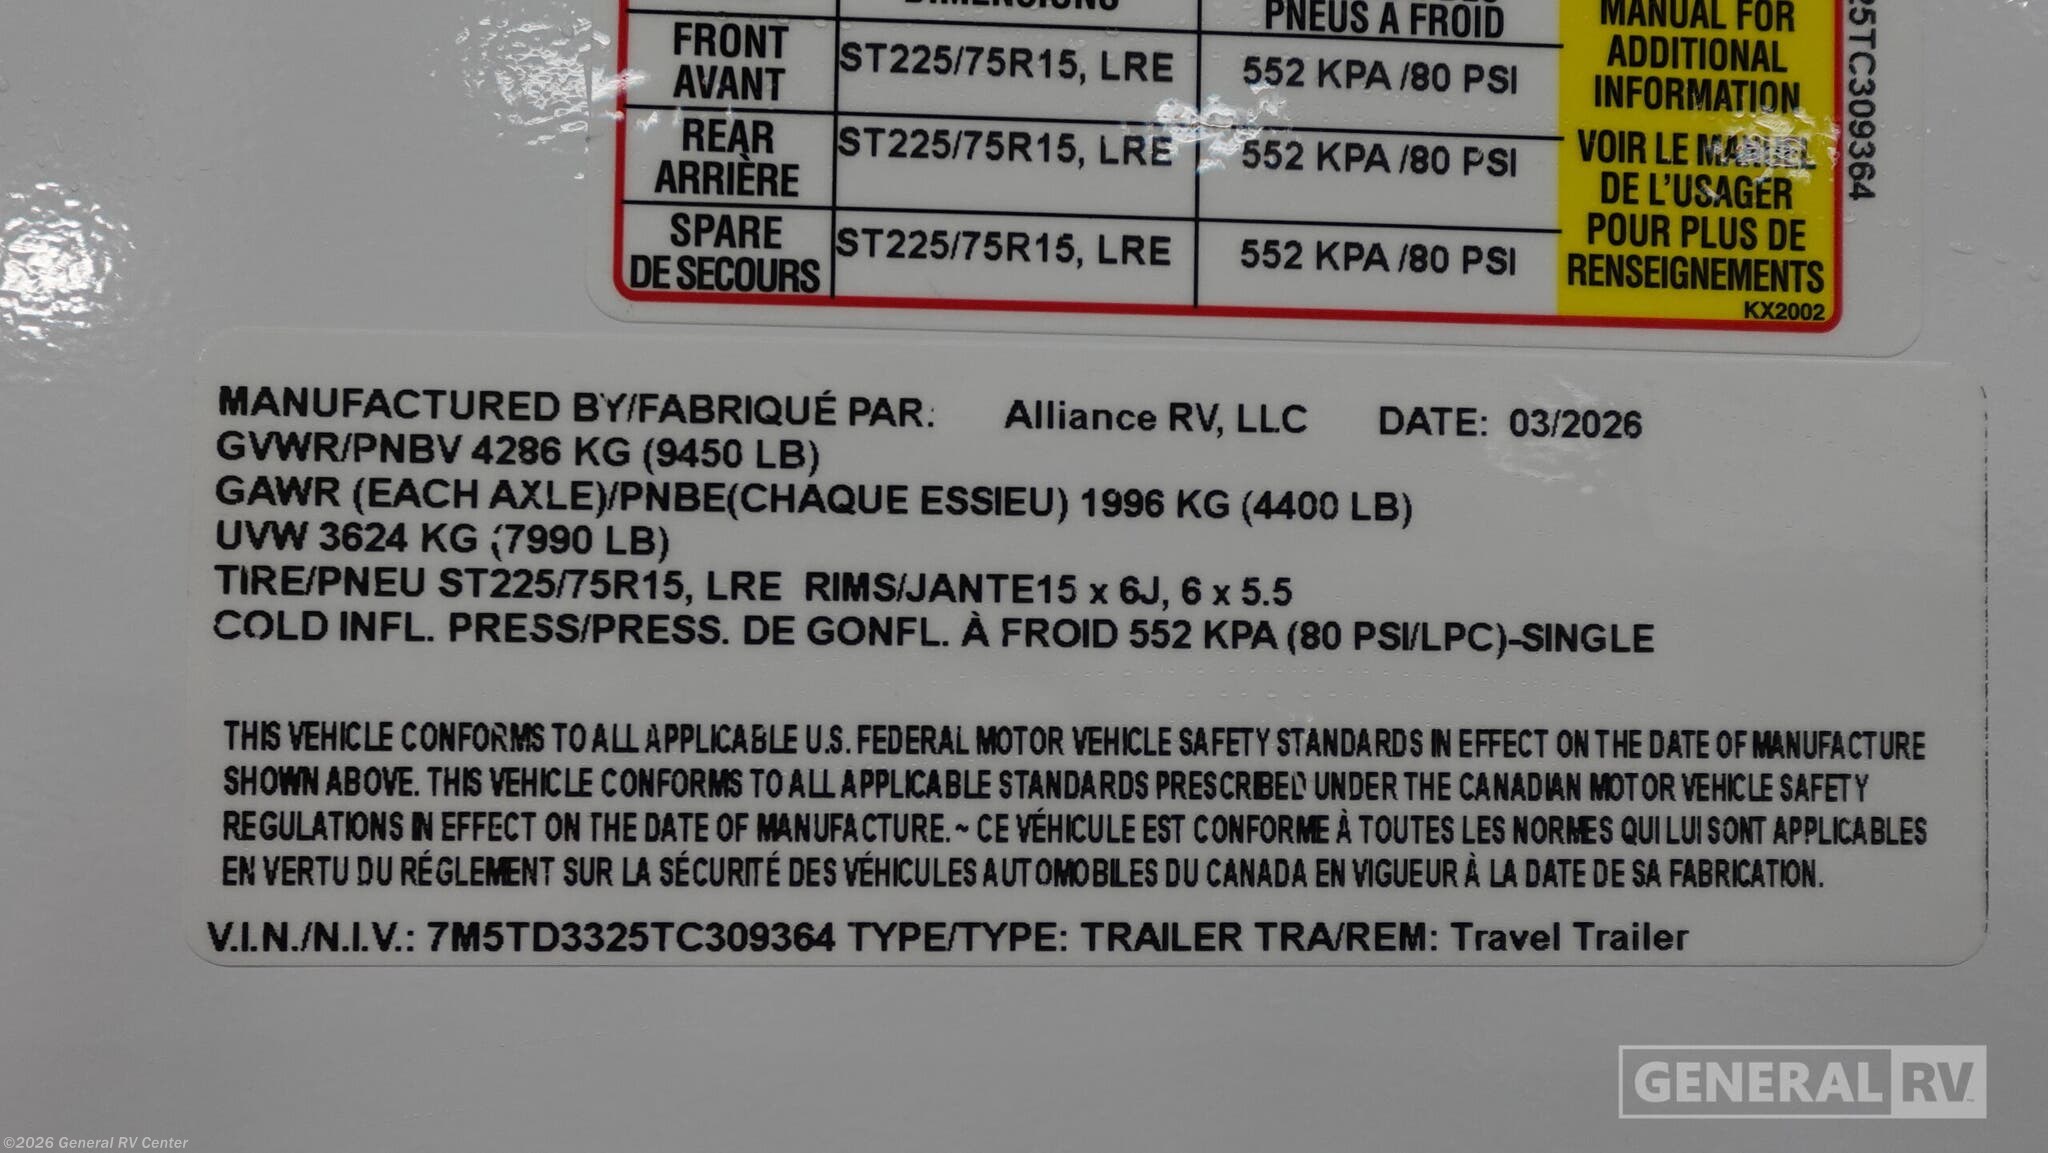 DIMENSIONS
PNEUS À FROID
MANUAL FOR
ADDITIONAL
INFORMATION
FRONT
AVANT
ST225/75R15, LRE
552 KPA /80 PSI
REAR
ARRIÈRE
ST225/75R15, LRE
552 KPA /80 PSI
VOIR LE MANUEL
DE L'USAGER
POUR PLUS DE
RENSEIGNEMENTS
SPARE
DE SECOURS
ST225/75R15, LRE
552 KPA /80 PSI
KX2002
25TC309364
MANUFACTURED BY/FABRIQUÉ PAR: Alliance RV, LLC DATE: 03/2026
GVWR/PNBV 4286 KG (9450 LB)
GAWR (EACH AXLE)/PNBE(CHAQUE ESSIEU) 1996 KG (4400 LB)
UVW 3624 KG (7990 LB)
TIRE/PNEU ST225/75R15, LRE RIMS/JANTE15 x 6J, 6 x 5.5
COLD INFL. PRESS/PRESS. DE GONFL. À FROID 552 KPA (80 PSI/LPC)-SINGLE
THIS VEHICLE CONFORMS TO ALL APPLICABLE U.S. FEDERAL MOTOR VEHICLE SAFETY STANDARDS IN EFFECT ON THE DATE OF MANUFACTURE
SHOWN ABOVE. THIS VEHICLE CONFORMS TO ALL APPLICABLE STANDARDS PRESCRIBED UNDER THE CANADIAN MOTOR VEHICLE SAFETY
REGULATIONS IN EFFECT ON THE DATE OF MANUFACTURE. ~ CE VÉHICULE EST CONFORME À TOUTES LES NORMES QUI LUI SONT APPLICABLES
EN VERTU DU RÉGLEMENT SUR LA SÉCURITÉ DES VÉHICULES AUTOMOBILES DU CANADA EN VIGUEUR À LA DATE DE SA FABRICATION.
V.I.N./N.I.V.: 7M5TD3325TC309364 TYPE/TYPE: TRAILER TRA/REM: Travel Trailer
GENERAL RV
©2026 General RV Center